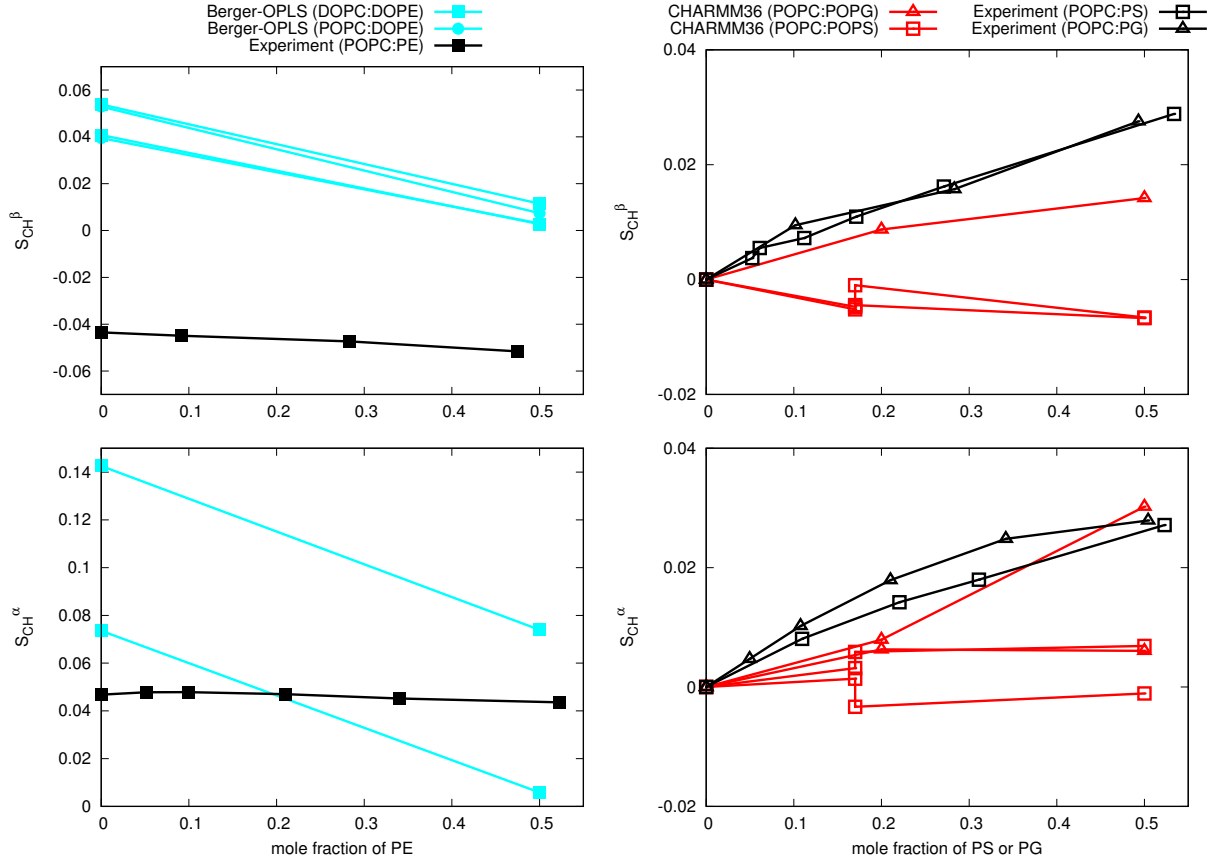 Berger-OPLS (DOPC:DOPE)
Berger-OPLS (POPC:DOPE)
Experiment (POPC:PE)
0.06
0.04
0.02
0
-0.02
-0.04
-0.06
S_CH^β
0 0.1 0.2 0.3 0.4 0.5
CHARMM36 (POPC:POPG) Experiment (POPC:PS)
CHARMM36 (POPC:POPS) Experiment (POPC:PG)
0.04
0.02
0
-0.02
S_CH^β
0 0.1 0.2 0.3 0.4 0.5
0.14
0.12
0.1
0.08
0.06
0.04
0.02
0
S_CH^α
0 0.1 0.2 0.3 0.4 0.5
mole fraction of PE
0.04
0.02
0
-0.02
S_CH^α
0 0.1 0.2 0.3 0.4 0.5
mole fraction of PS or PG